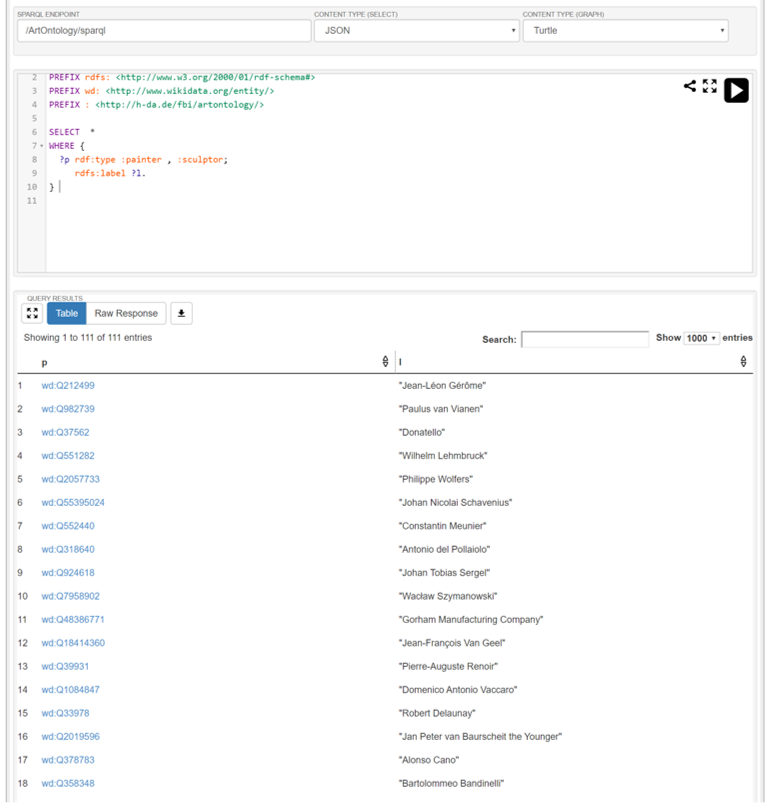 SPARQL ENDPOINT CONTENT TYPE (SELECT) CONTENT TYPE (GRAPH)
/ArtOntology/sparql JSON Turtle
2 PREFIX rdfs: <http://www.w3.org/2000/01/rdf-schema#>
3 PREFIX wd: <http://www.wikidata.org/entity/>
4 PREFIX : <http://h-da.de/fbi/artontology/>
5
6 SELECT *
7 WHERE {
8 ?p rdf:type :painter , :sculptor;
9 rdfs:label ?l.
10 }
11
QUERY RESULTS
Table Raw Response
Showing 1 to 111 of 111 entries Search: Show 1000 entries
p l
1 wd:Q212499 "Jean-Léon Gérôme"
2 wd:Q982739 "Paulus van Vianen"
3 wd:Q37562 "Donatello"
4 wd:Q551282 "Wilhelm Lehmbruck"
5 wd:Q2057733 "Philippe Wolfers"
6 wd:Q55395024 "Johan Nicolai Schavenius"
7 wd:Q552440 "Constantin Meunier"
8 wd:Q318640 "Antonio del Pollaiolo"
9 wd:Q924618 "Johan Tobias Sergel"
10 wd:Q7958902 "Wacław Szymanowski"
11 wd:Q48386771 "Gorham Manufacturing Company"
12 wd:Q18414360 "Jean-François Van Geel"
13 wd:Q39931 "Pierre-Auguste Renoir"
14 wd:Q1084847 "Domenico Antonio Vaccaro"
15 wd:Q33978 "Robert Delaunay"
16 wd:Q2019596 "Jan Peter van Baurscheit the Younger"
17 wd:Q378783 "Alonso Cano"
18 wd:Q358348 "Bartolommeo Bandinelli"